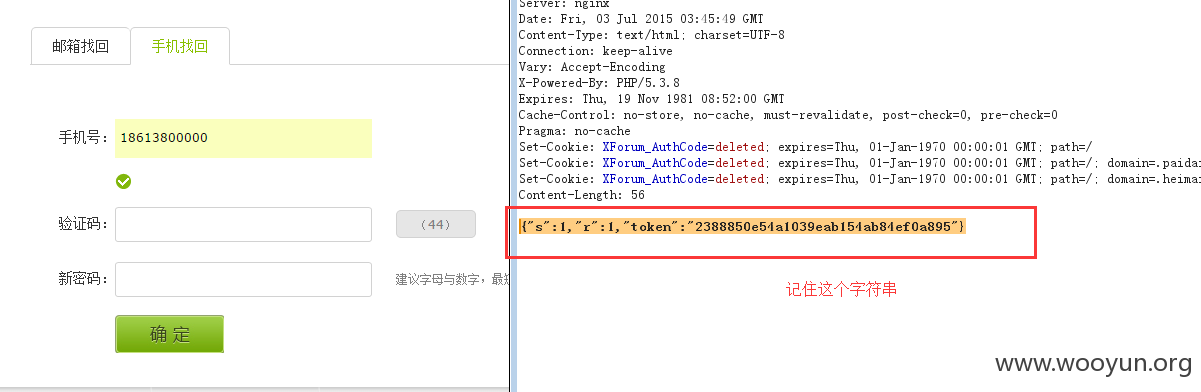 邮箱找回
手机找回
手机号：
18613800000
验证码：
（44）
新密码：
建议字母与数字，最
确 定
Server: nginx
Date: Fri, 03 Jul 2015 03:45:49 GMT
Content-Type: text/html; charset=UTF-8
Connection: keep-alive
Vary: Accept-Encoding
X-Powered-By: PHP/5.3.8
Expires: Thu, 19 Nov 1981 08:52:00 GMT
Cache-Control: no-store, no-cache, must-revalidate, post-check=0, pre-check=0
Pragma: no-cache
Set-Cookie: XForum_AuthCode=deleted; expires=Thu, 01-Jan-1970 00:00:01 GMT; path=/
Set-Cookie: XForum_AuthCode=deleted; expires=Thu, 01-Jan-1970 00:00:01 GMT; path=/; domain=.paida
Set-Cookie: XForum_AuthCode=deleted; expires=Thu, 01-Jan-1970 00:00:01 GMT; path=/; domain=.heima
Content-Length: 56
{"s":1,"r":1,"token":"2388850e54a1039eab154ab84ef0a895"}
记住这个字符串
www.wooyun.org